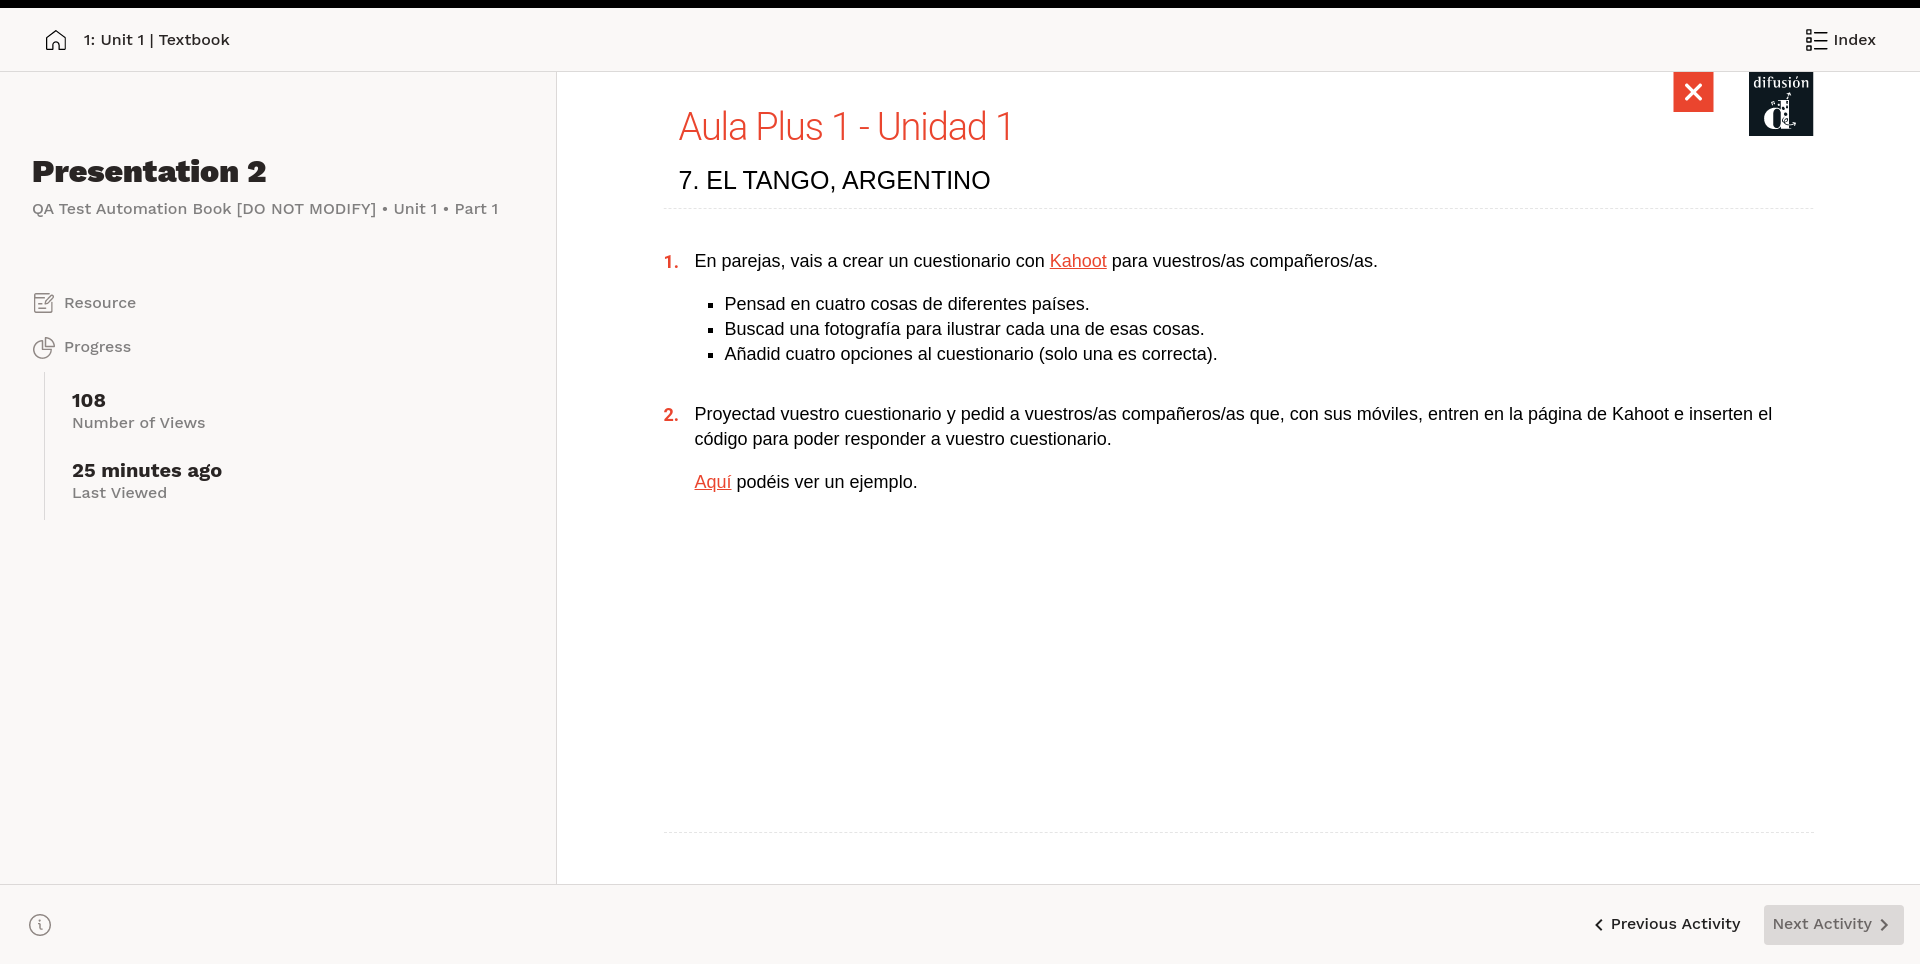 1: Unit 1 | Textbook
Index
Presentation 2
QA Test Automation Book [DO NOT MODIFY] • Unit 1 • Part 1
Resource
Progress
108
Number of Views
25 minutes ago
Last Viewed
difusión
d
Aula Plus 1 - Unidad 1
7. EL TANGO, ARGENTINO
1. En parejas, vais a crear un cuestionario con Kahoot para vuestros/as compañeros/as.
▪ Pensad en cuatro cosas de diferentes países.
▪ Buscad una fotografía para ilustrar cada una de esas cosas.
▪ Añadid cuatro opciones al cuestionario (solo una es correcta).
2. Proyectad vuestro cuestionario y pedid a vuestros/as compañeros/as que, con sus móviles, entren en la página de Kahoot e inserten el
código para poder responder a vuestro cuestionario.
Aquí podéis ver un ejemplo.
Previous Activity
Next Activity